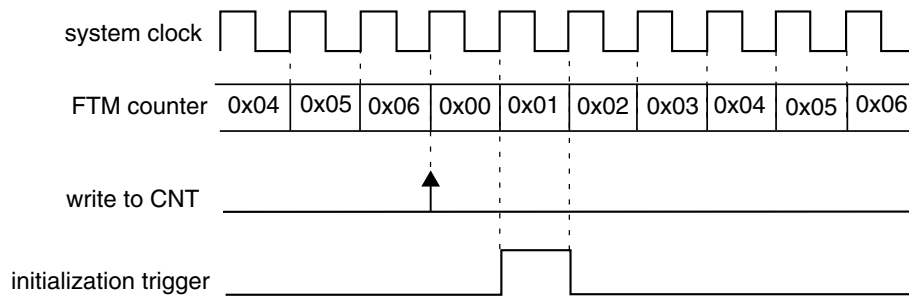 system clock
FTM counter 0x04 0x05 0x06 0x00 0x01 0x02 0x03 0x04 0x05 0x06
write to CNT
initialization trigger